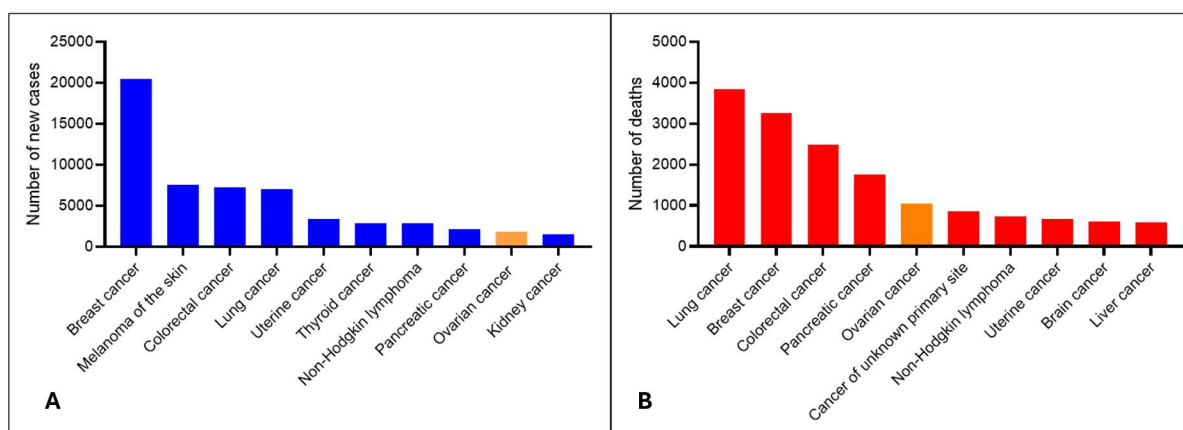 25000
20000
15000
10000
5000
0
Number of new cases
Breast cancer
Melanoma of the skin
Colorectal cancer
Lung cancer
Uterine cancer
Thyroid cancer
Non-Hodgkin lymphoma
Pancreatic cancer
Ovarian cancer
Kidney cancer
A
5000
4000
3000
2000
1000
0
Number of deaths
Lung cancer
Breast cancer
Colorectal cancer
Pancreatic cancer
Ovarian cancer
Cancer of unknown primary site
Non-Hodgkin lymphoma
Uterine cancer
Brain cancer
Liver cancer
B